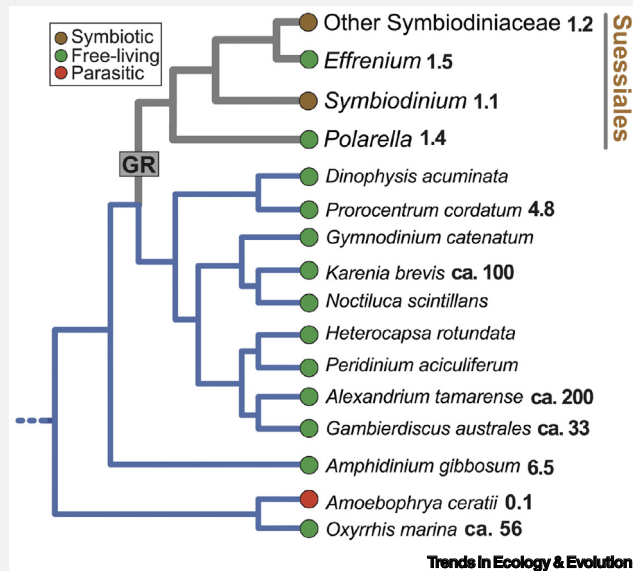 Symbiotic
Free-living
Parasitic
Other Symbiodiniaceae 1.2
Effrenium 1.5
Symbiodinium 1.1
Polarella 1.4
Suessiales
GR
Dinophysis acuminata
Prorocentrum cordatum 4.8
Gymnodinium catenatum
Karenia brevis ca. 100
Noctiluca scintillans
Heterocapsa rotundata
Peridinium aciculiferum
Alexandrium tamarense ca. 200
Gambierdiscus australes ca. 33
Amphidinium gibbosum 6.5
Amoebophrya ceratii 0.1
Oxyrrhis marina ca. 56
Trends in Ecology & Evolution